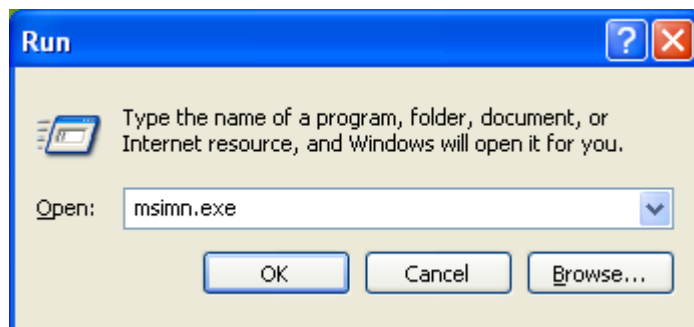 Run
Type the name of a program, folder, document, or
Internet resource, and Windows will open it for you.
Open: msimn.exe
OK Cancel Browse...